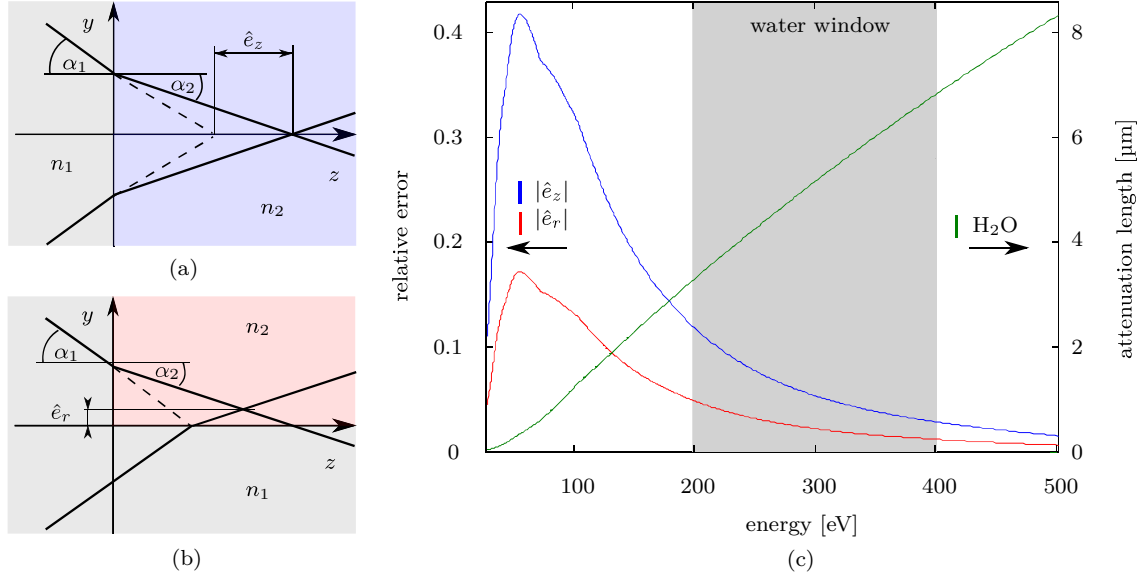 y
ê_z
α₁
α₂
n₁
z
n₂
(a)
y
n₂
α₁
α₂
ê_r
z
n₁
(b)
water window
0.4
0.3
0.2
0.1
0
relative error
|ê_z|
|ê_r|
H₂O
8
6
4
2
0
attenuation length [µm]
100 200 300 400 500
energy [eV]
(c)